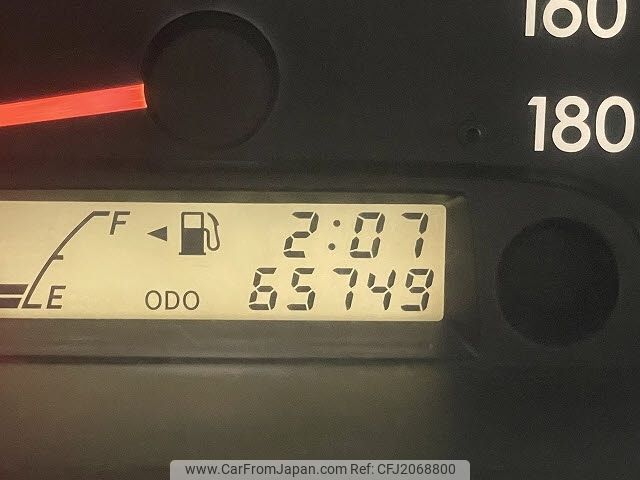 160
180
F
2:07
E
ODO 65749
www.CarFromJapan.com | REF: CFJ2068800